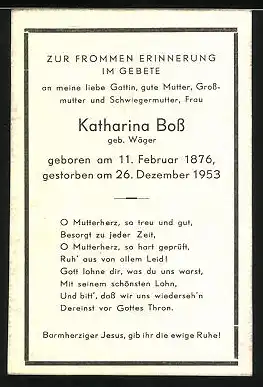 ZUR FROMMEN ERINNERUNG
IM GEBETE
an meine liebe Gattin, gute Mutter, Groß-
mutter und Schwiegermutter, Frau
Katharina Boß
geb. Wäger
geboren am 11. Februar 1876,
gestorben am 26. Dezember 1953
O Mutterherz, so treu und gut,
Besorgt zu jeder Zeit,
O Mutterherz, so hart geprüft,
Ruh' aus von allem Leid!
Gott lohne dir, was du uns warst,
Mit seinem schönsten Lohn,
Und bitt', daß wir uns wiederseh'n
Dereinst vor Gottes Thron.
Barmherziger Jesus, gib ihr die ewige Ruhe!